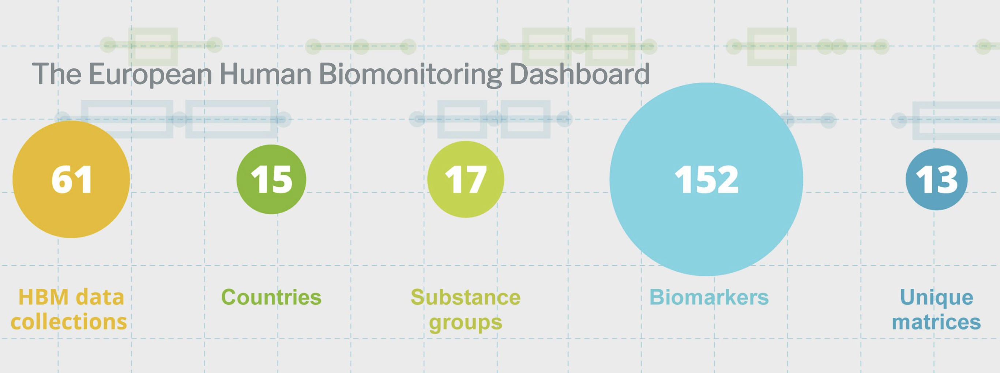 The European Human Biomonitoring Dashboard
61
15
17
152
13
HBM data
collections
Countries
Substance
groups
Biomarkers
Unique
matrices